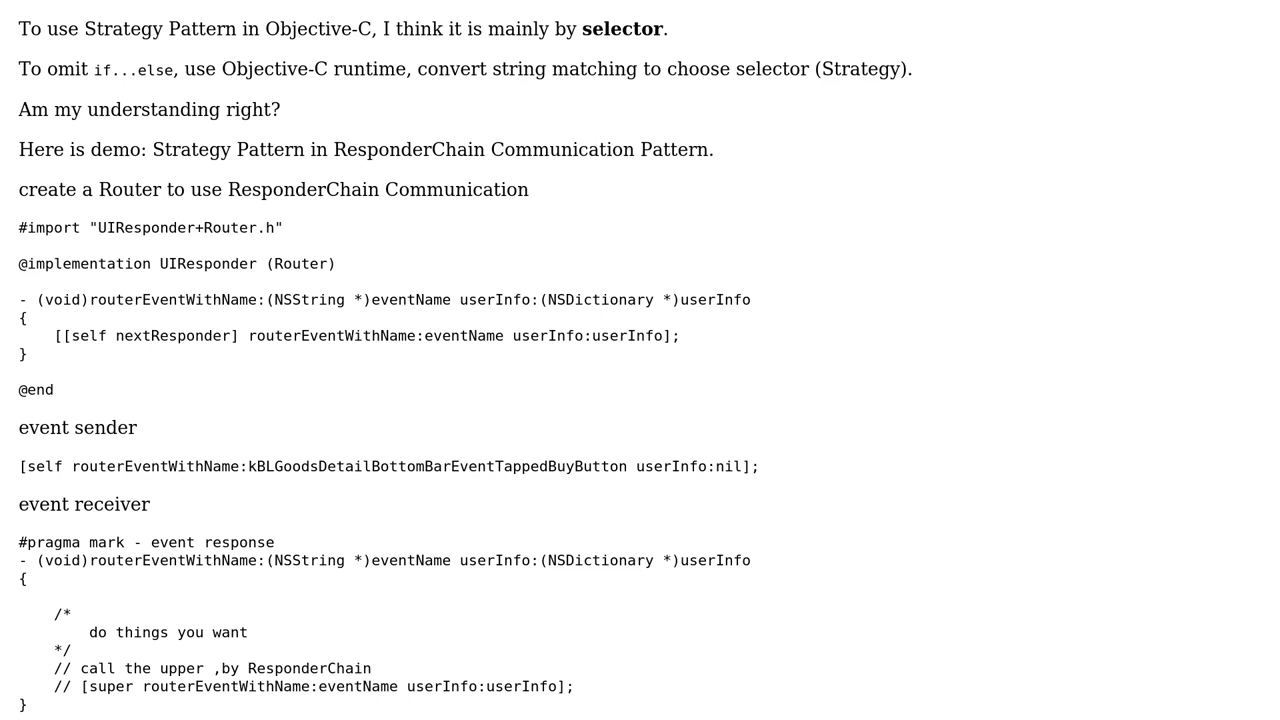 To use Strategy Pattern in Objective-C, I think it is mainly by selector.
To omit if...else, use Objective-C runtime, convert string matching to choose selector (Strategy).
Am my understanding right?
Here is demo: Strategy Pattern in ResponderChain Communication Pattern.
create a Router to use ResponderChain Communication
#import "UIResponder+Router.h"
@implementation UIResponder (Router)
- (void)routerEventWithName:(NSString *)eventName userInfo:(NSDictionary *)userInfo
{
    [[self nextResponder] routerEventWithName:eventName userInfo:userInfo];
}
@end
event sender
[self routerEventWithName:kBLGoodsDetailBottomBarEventTappedBuyButton userInfo:nil];
event receiver
#pragma mark - event response
- (void)routerEventWithName:(NSString *)eventName userInfo:(NSDictionary *)userInfo
{
    /*
        do things you want
    */
    // call the upper ,by ResponderChain
    // [super routerEventWithName:eventName userInfo:userInfo];
}